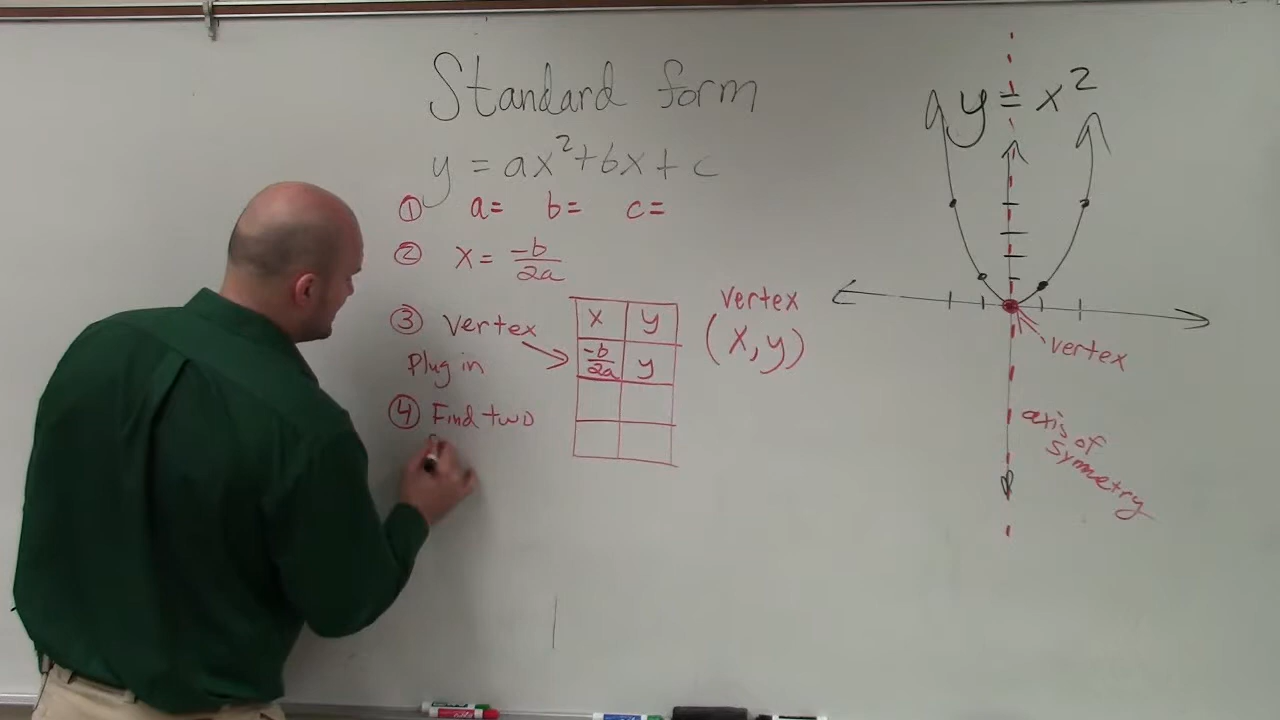 Standard form
y = ax²+bx+c
① a= b= c=
② x= -b/2a
③ Vertex
Plug in
x y
-b/2a y
④ Find two
vertex
(x,y)
y = x²
vertex
axis of
symmetry